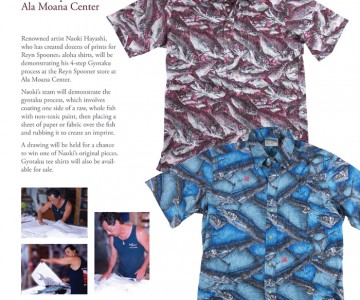 Ala Moana Center
Renowned artist Naoki Hayashi,
who has created dozens of prints for
Reyn Spooner® aloha shirts, will be
demonstrating his 4-step Gyotaku
process at the Reyn Spooner store at
Ala Moana Center.
Naoki's team will demonstrate the
gyotaku process, which involves
coating one side of a raw, whole fish
with non-toxic paint, then placing a
sheet of paper or fabric over the fish
and rubbing it to create an imprint.
A drawing will be held for a chance
to win one of Naoki's original pieces.
Gyotaku tee shirts will also be avail-
able for sale.